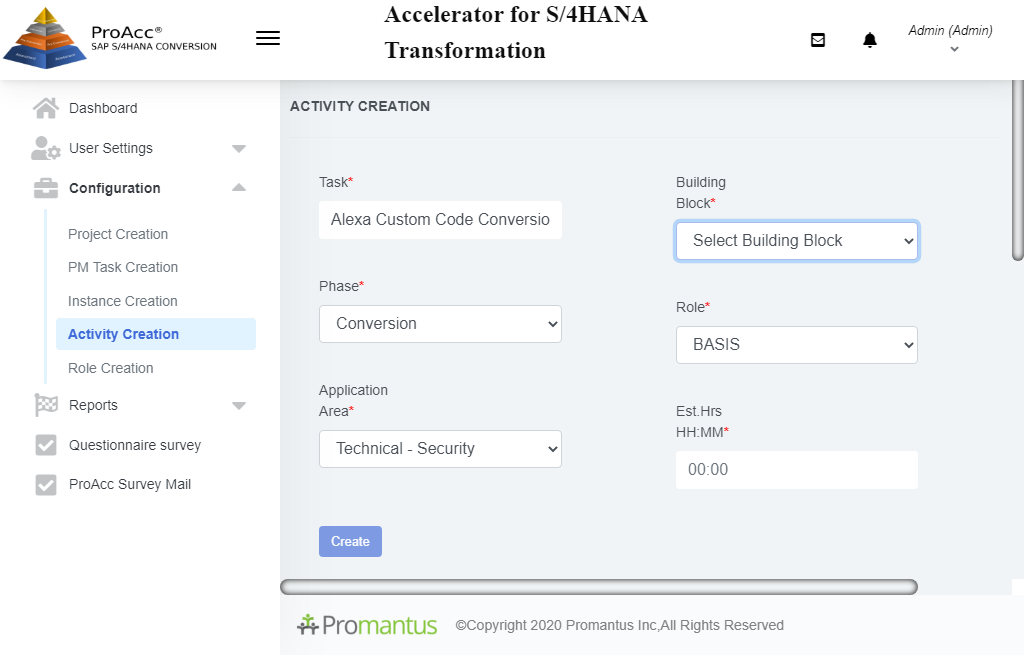 ProAcc®
SAP S/4HANA CONVERSION
Accelerator for S/4HANA
Transformation
Admin (Admin)
Dashboard
User Settings
Configuration
Project Creation
PM Task Creation
Instance Creation
Activity Creation
Role Creation
Reports
Questionnaire survey
ProAcc Survey Mail
ACTIVITY CREATION
Task*
Alexa Custom Code Conversio
Building
Block*
Select Building Block
Phase*
Conversion
Role*
BASIS
Application
Area*
Technical - Security
Est.Hrs
HH:MM*
00:00
Create
Promantus
©Copyright 2020 Promantus Inc,All Rights Reserved